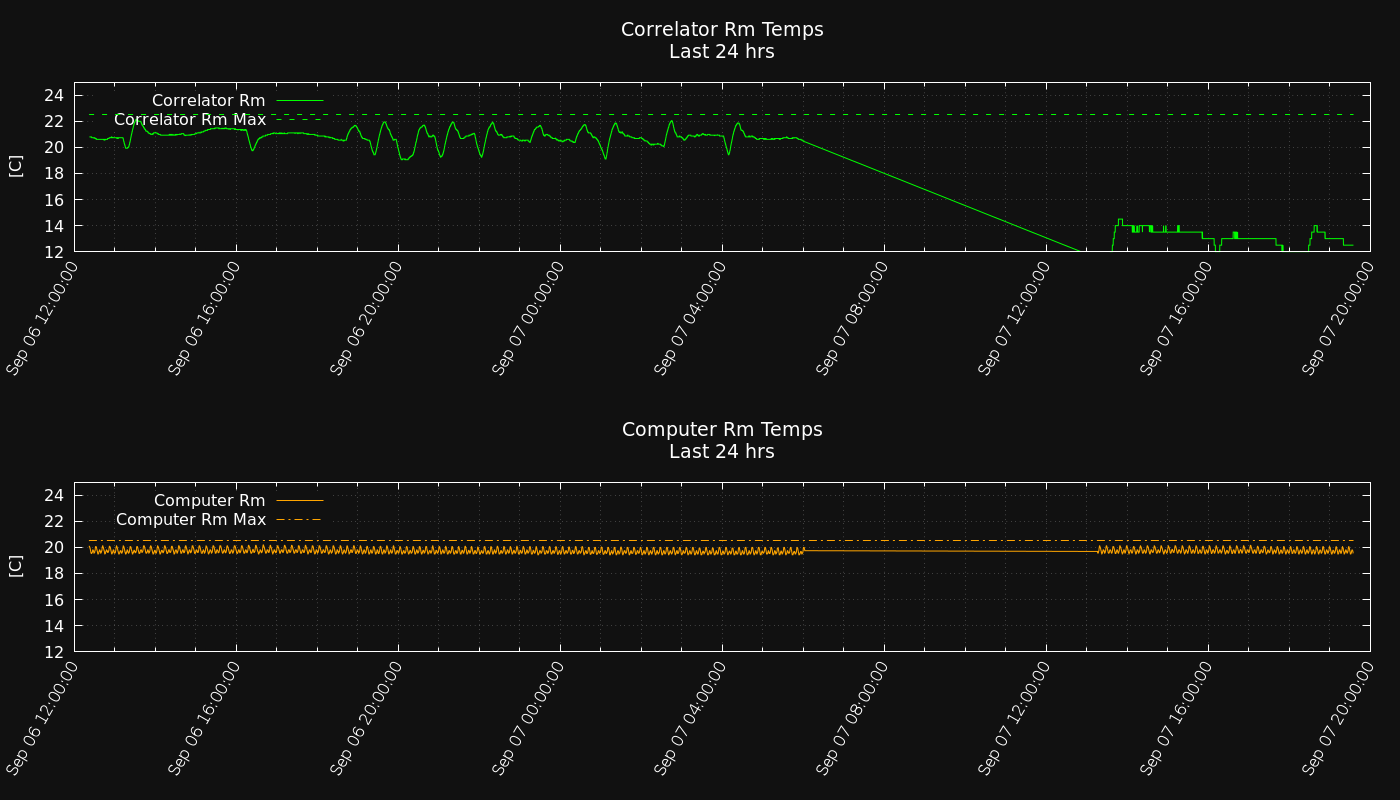 Correlator Rm Temps
Last 24 hrs
24
22
20
18
16
14
12
[C]
Correlator Rm
Correlator Rm Max
Sep 06 12:00:00
Sep 06 16:00:00
Sep 06 20:00:00
Sep 07 00:00:00
Sep 07 04:00:00
Sep 07 08:00:00
Sep 07 12:00:00
Sep 07 16:00:00
Sep 07 20:00:00
Computer Rm Temps
Last 24 hrs
24
22
20
18
16
14
12
[C]
Computer Rm
Computer Rm Max
Sep 06 12:00:00
Sep 06 16:00:00
Sep 06 20:00:00
Sep 07 00:00:00
Sep 07 04:00:00
Sep 07 08:00:00
Sep 07 12:00:00
Sep 07 16:00:00
Sep 07 20:00:00